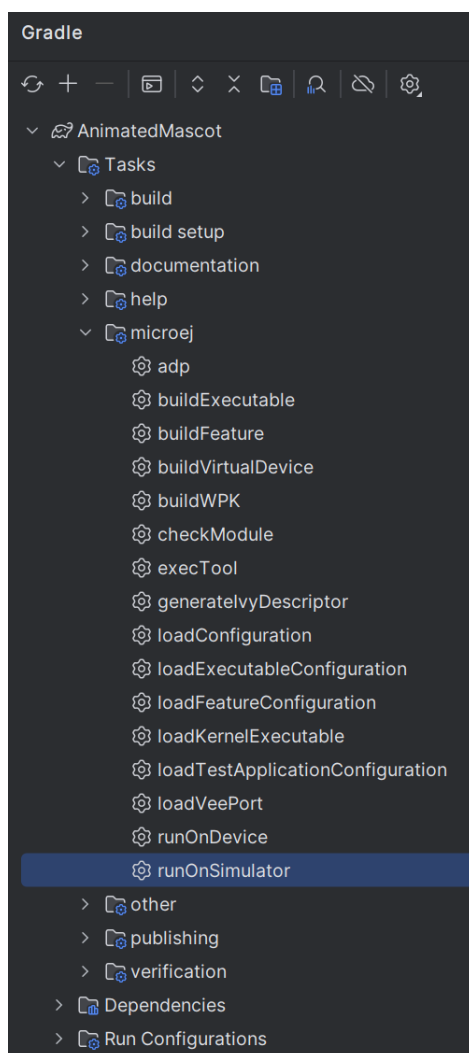 Gradle
AnimatedMascot
Tasks
build
build setup
documentation
help
microej
adp
buildExecutable
buildFeature
buildVirtualDevice
buildWPK
checkModule
execTool
generateIvyDescriptor
loadConfiguration
loadExecutableConfiguration
loadFeatureConfiguration
loadKernelExecutable
loadTestApplicationConfiguration
loadVeePort
runOnDevice
runOnSimulator
other
publishing
verification
Dependencies
Run Configurations